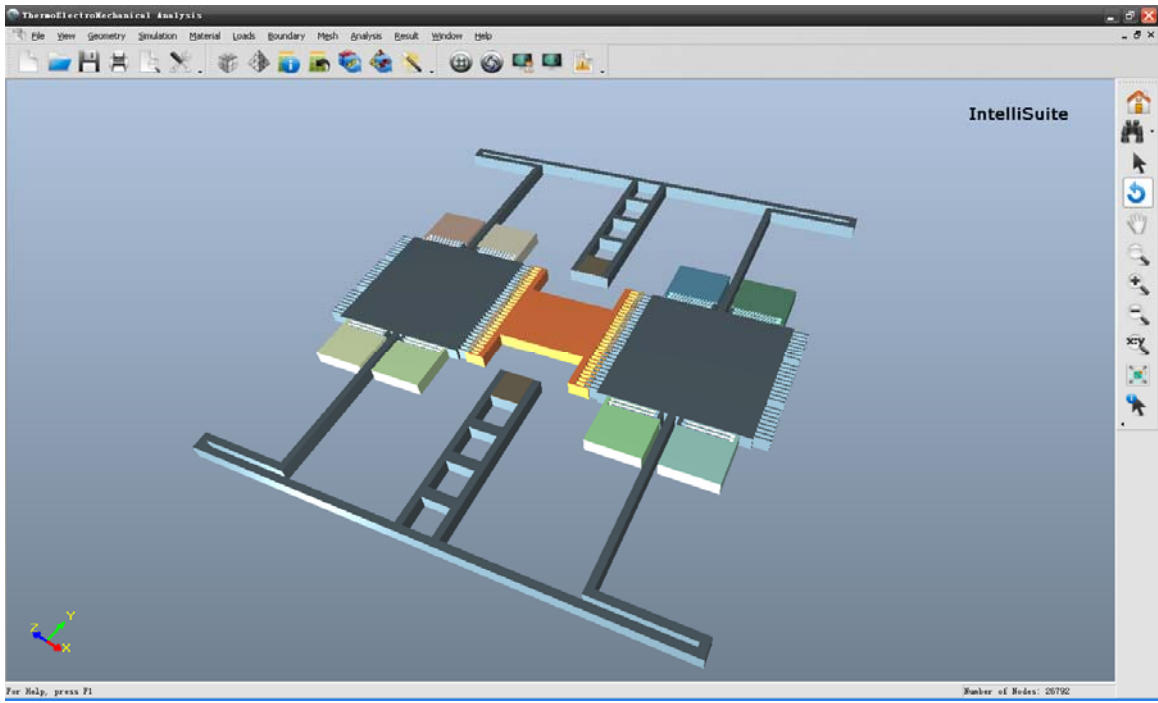 ThermoElectroMechanical Analysis
File View Geometry Simulation Material Loads Boundary Mesh Analysis Result Window Help
IntelliSuite
x=y
Z Y
X
For Help, press F1 Number of Nodes: 26792